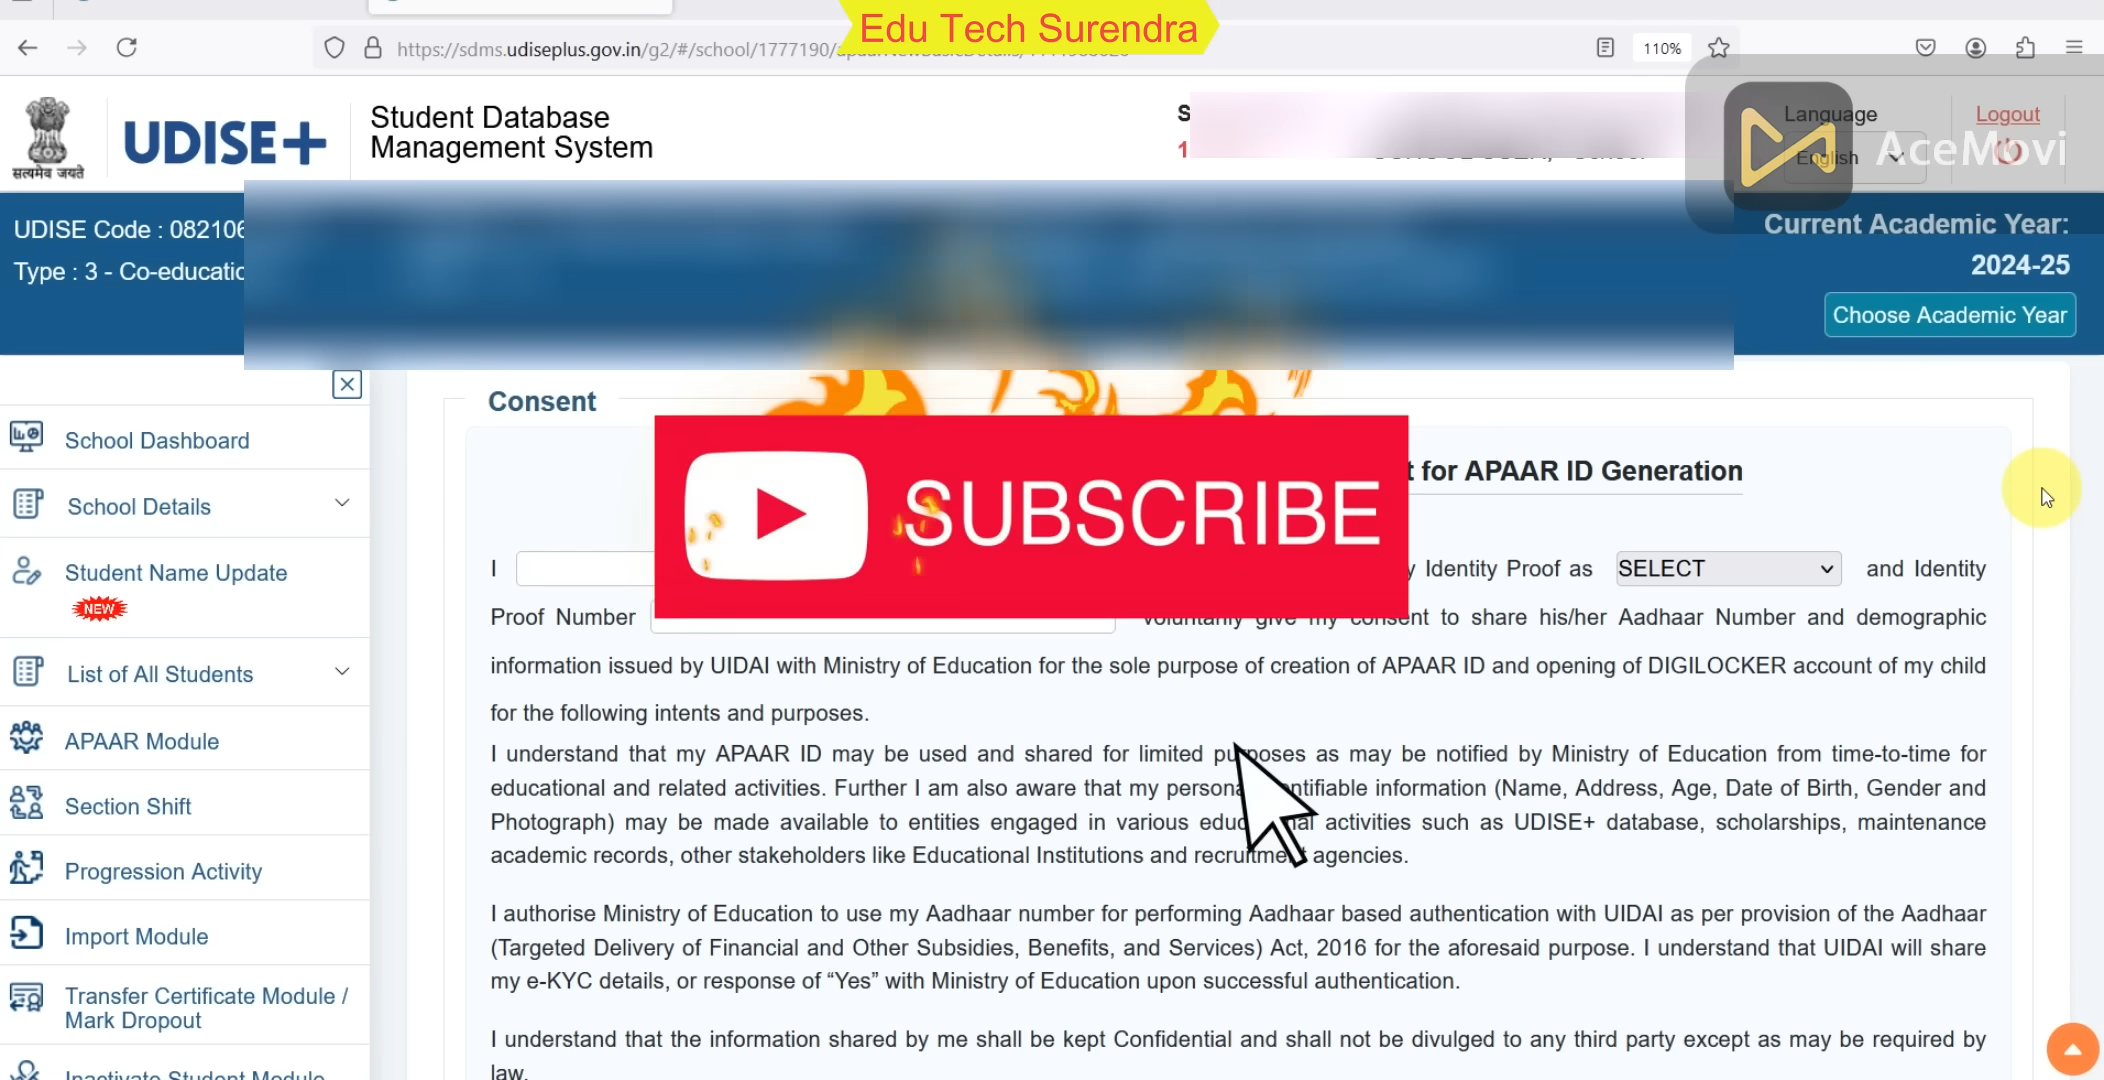 Edu Tech Surendra
https://sdms.udiseplus.gov.in/g2/#/school/1777190/
110%
सत्यमेव जयते
UDISE+
Student Database
Management System
S
1
Language
English
Logout
AceMovi
UDISE Code : 082106
Type : 3 - Co-educatio
Current Academic Year:
2024-25
Choose Academic Year
School Dashboard
School Details
Student Name Update
NEW
List of All Students
APAAR Module
Section Shift
Progression Activity
Import Module
Transfer Certificate Module /
Mark Dropout
Inactivate Student Module
Consent
SUBSCRIBE
t for APAAR ID Generation
I y Identity Proof as SELECT and Identity
Proof Number voluntarily give my consent to share his/her Aadhaar Number and demographic
information issued by UIDAI with Ministry of Education for the sole purpose of creation of APAAR ID and opening of DIGILOCKER account of my child
for the following intents and purposes.
I understand that my APAAR ID may be used and shared for limited purposes as may be notified by Ministry of Education from time-to-time for
educational and related activities. Further I am also aware that my persona ntifiable information (Name, Address, Age, Date of Birth, Gender and
Photograph) may be made available to entities engaged in various educ nal activities such as UDISE+ database, scholarships, maintenance
academic records, other stakeholders like Educational Institutions and recruitment agencies.
I authorise Ministry of Education to use my Aadhaar number for performing Aadhaar based authentication with UIDAI as per provision of the Aadhaar
(Targeted Delivery of Financial and Other Subsidies, Benefits, and Services) Act, 2016 for the aforesaid purpose. I understand that UIDAI will share
my e-KYC details, or response of “Yes” with Ministry of Education upon successful authentication.
I understand that the information shared by me shall be kept Confidential and shall not be divulged to any third party except as may be required by
law.